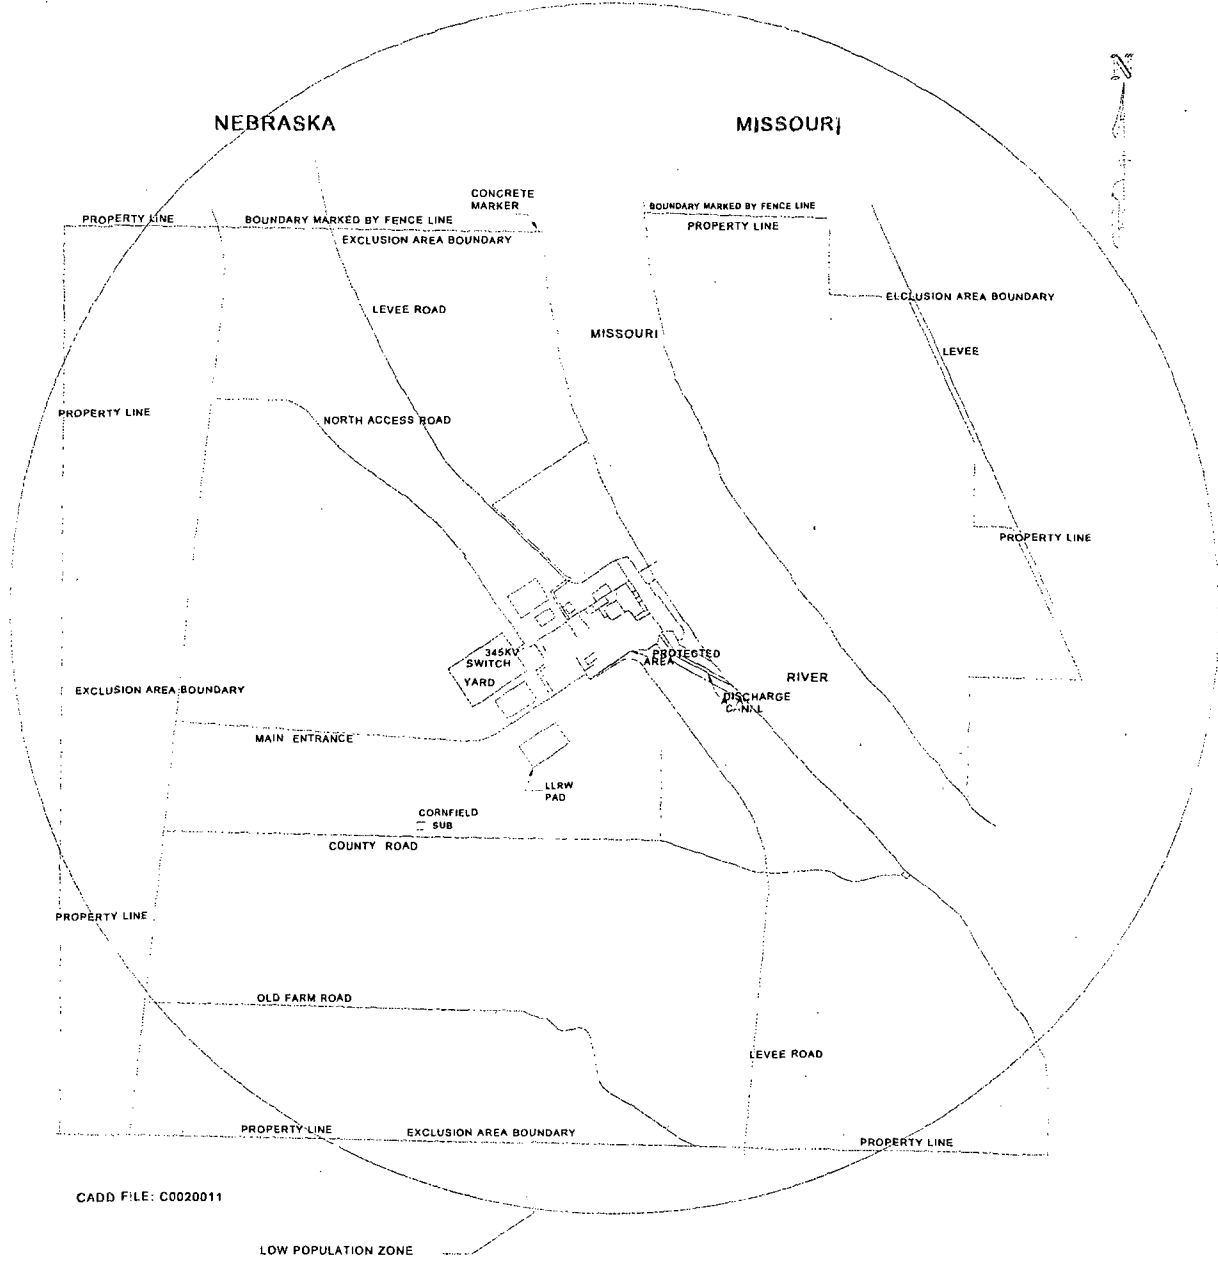 N
NEBRASKA
MISSOURI
CONCRETE
MARKER
PROPERTY LINE
BOUNDARY MARKED BY FENCE LINE
EXCLUSION AREA BOUNDARY
BOUNDARY MARKED BY FENCE LINE
PROPERTY LINE
ELCLUSION AREA BOUNDARY
LEVEE ROAD
MISSOURI
LEVEE
PROPERTY LINE
NORTH ACCESS ROAD
PROPERTY LINE
345KV
SWITCH
YARD
PROTECTED
AREA
RIVER
EXCLUSION AREA BOUNDARY
DISCHARGE
CANAL
MAIN ENTRANCE
LLRW
PAD
CORNFIELD
SUB
COUNTY ROAD
PROPERTY LINE
OLD FARM ROAD
LEVEE ROAD
PROPERTY LINE
EXCLUSION AREA BOUNDARY
PROPERTY LINE
CADD FILE: C0020011
LOW POPULATION ZONE